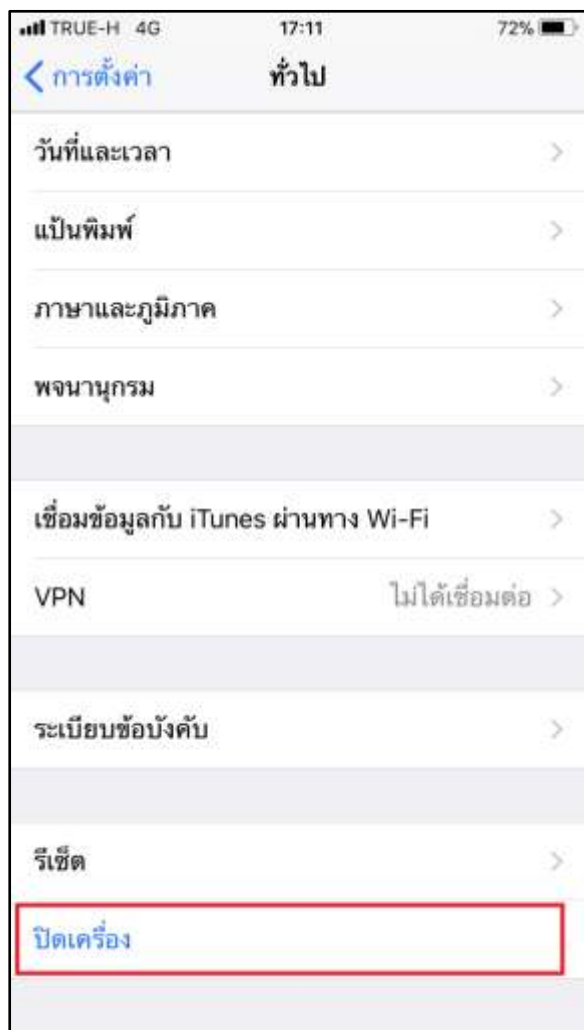 TRUE-H 4G 17:11 72%
การตั้งค่า ทั่วไป
วันที่และเวลา
แป้นพิมพ์
ภาษาและภูมิภาค
พจนานุกรม
เชื่อมข้อมูลกับ iTunes ผ่านทาง Wi-Fi
VPN ไม่ได้เชื่อมต่อ
ระเบียบข้อบังคับ
รีเซ็ต
ปิดเครื่อง